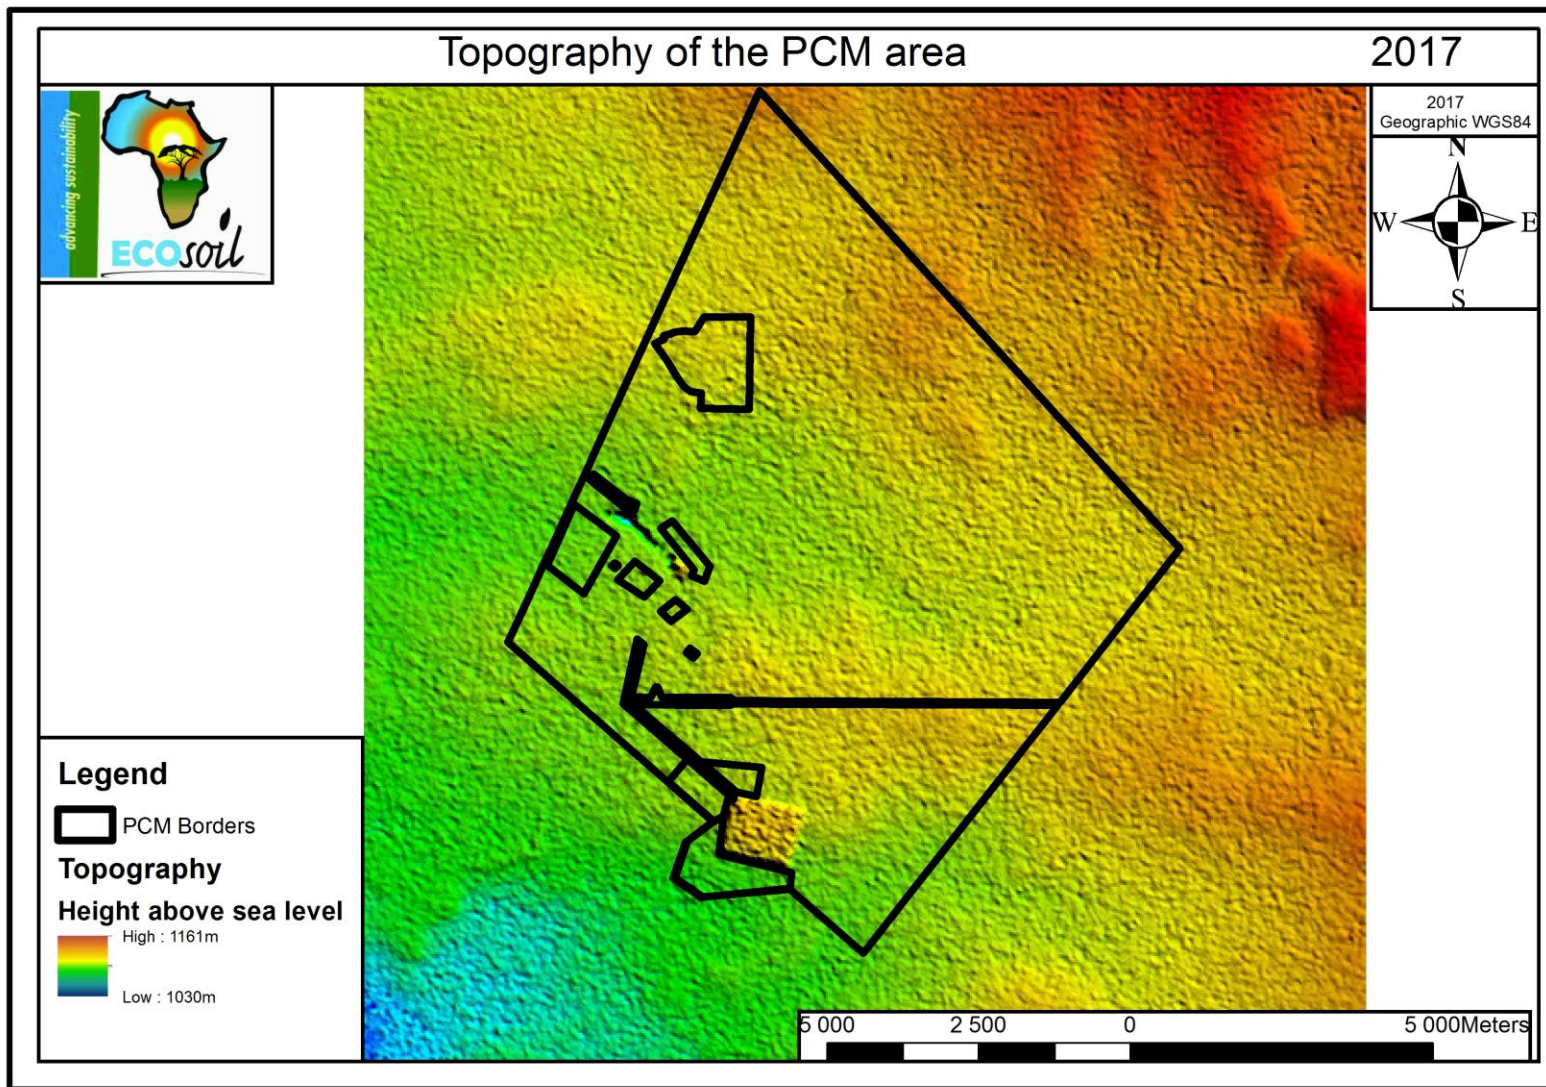 Topography of the PCM area
2017
advancing sustainability
ECOsoil
2017
Geographic WGS84
N
W E
S
Legend
PCM Borders
Topography
Height above sea level
High : 1161m
Low : 1030m
5 000 2 500 0 5 000Meters